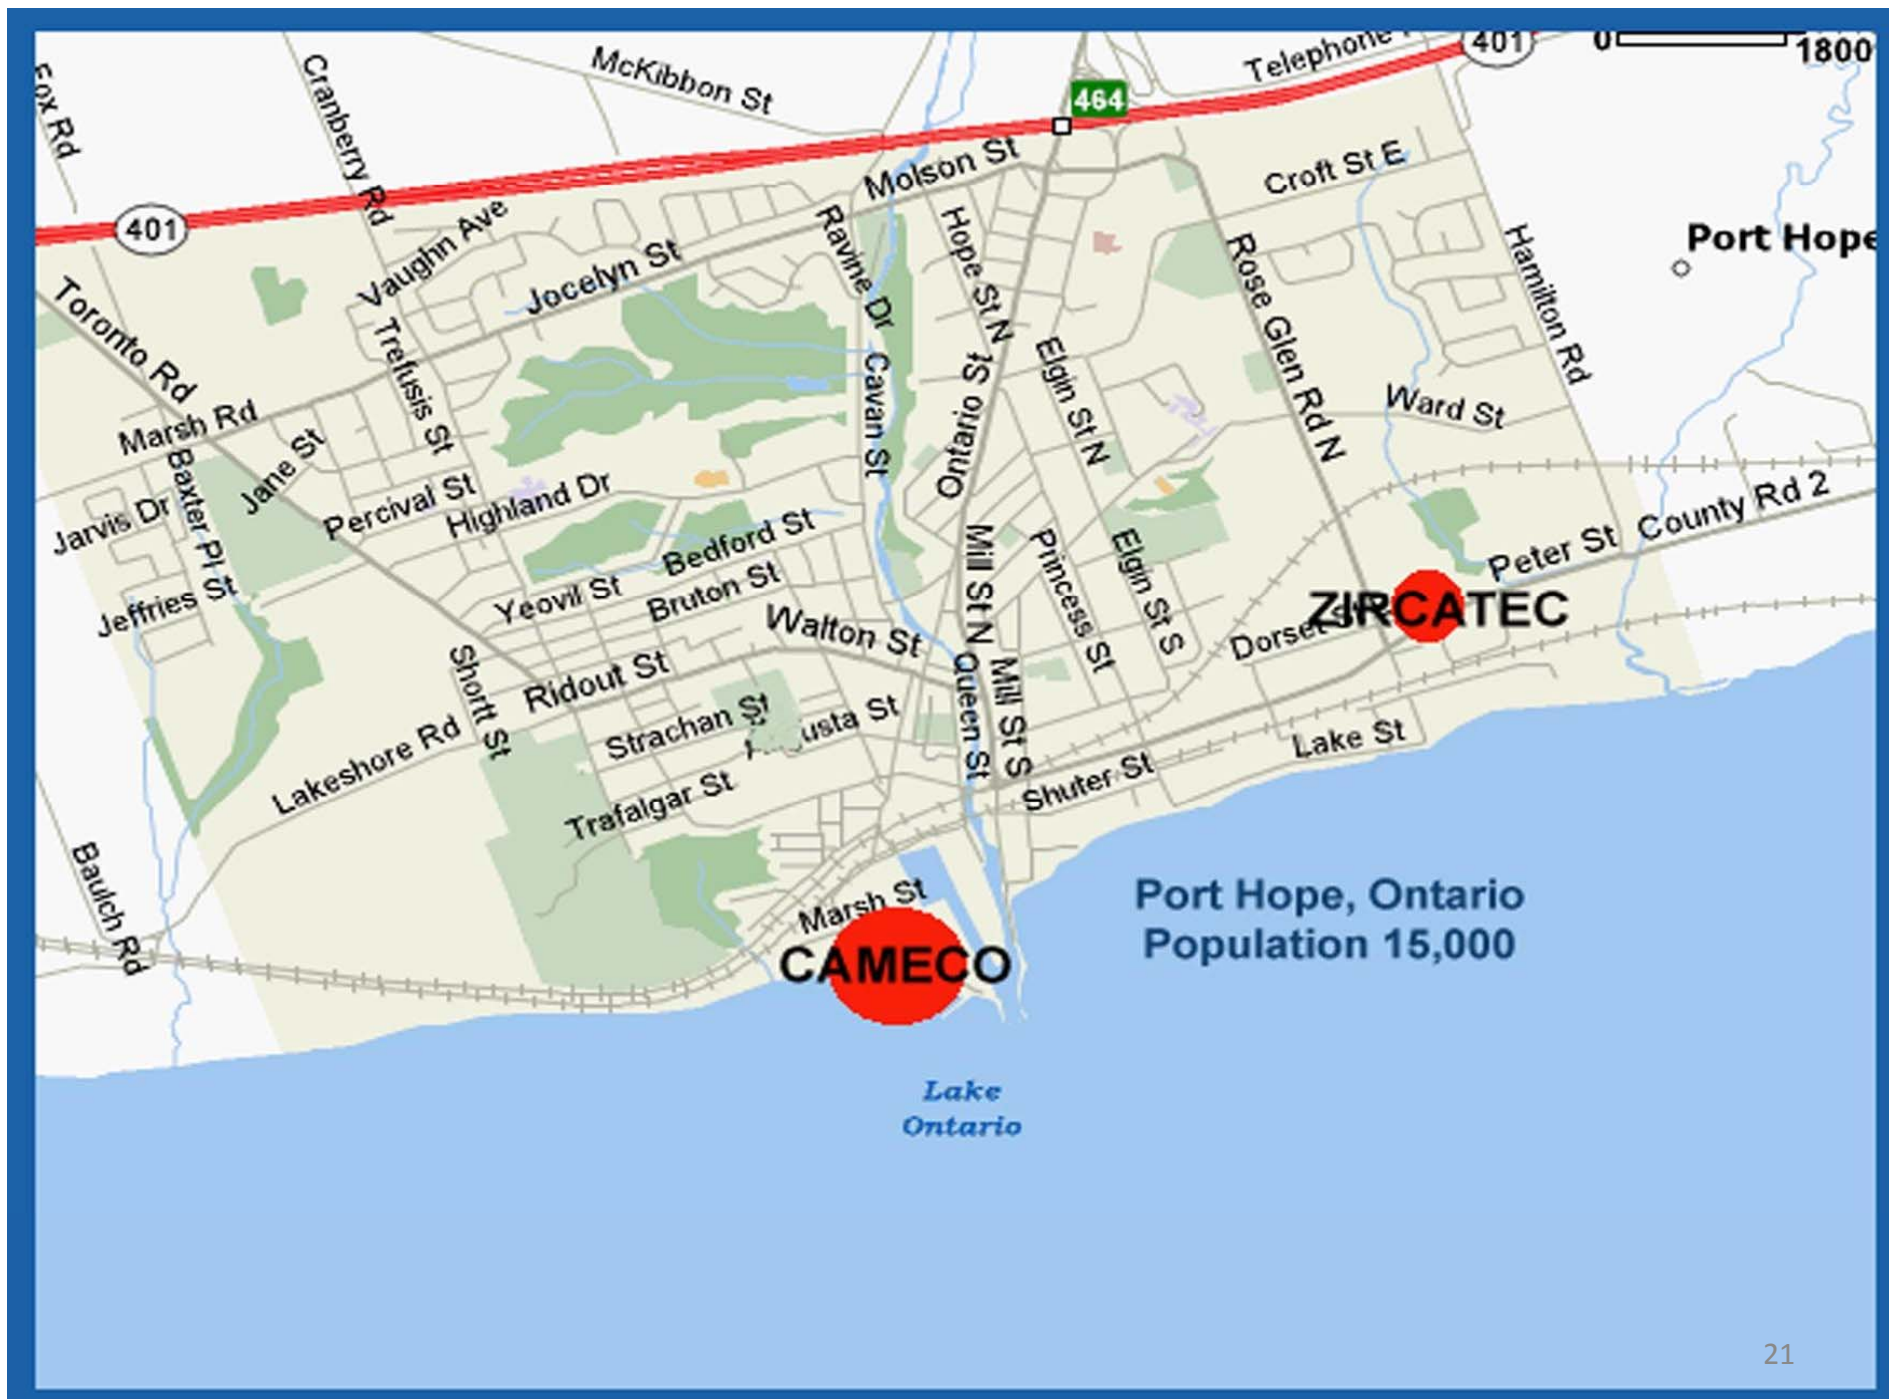 Fox Rd
Cranberry Rd
McKibbon St
Telephone
401
0
1800
464
Molson St
Croft St E
401
Vaughn Ave
Jocelyn St
Ravine Dr
Hope St N
Rose Glen Rd N
Hamilton Rd
Port Hope
Toronto Rd
Trefusis St
Cavan St
Ontario St
Elgin St N
Ward St
Marsh Rd
Jane St
Baxter Pl St
Jarvis Dr
Percival St
Highland Dr
Bedford St
Mill St N
Princess St
Elgin St S
Peter St
County Rd 2
Jeffries St
Yeovil St
Bruton St
Walton St
Dorset St
ZIRCATEC
Shortt St
Ridout St
Queen St
Mill St S
Lakeshore Rd
Strachan St
usta St
Lake St
Trafalgar St
Shuter St
Baulch Rd
Marsh St
CAMECO
Port Hope, Ontario
Population 15,000
Lake
Ontario
21